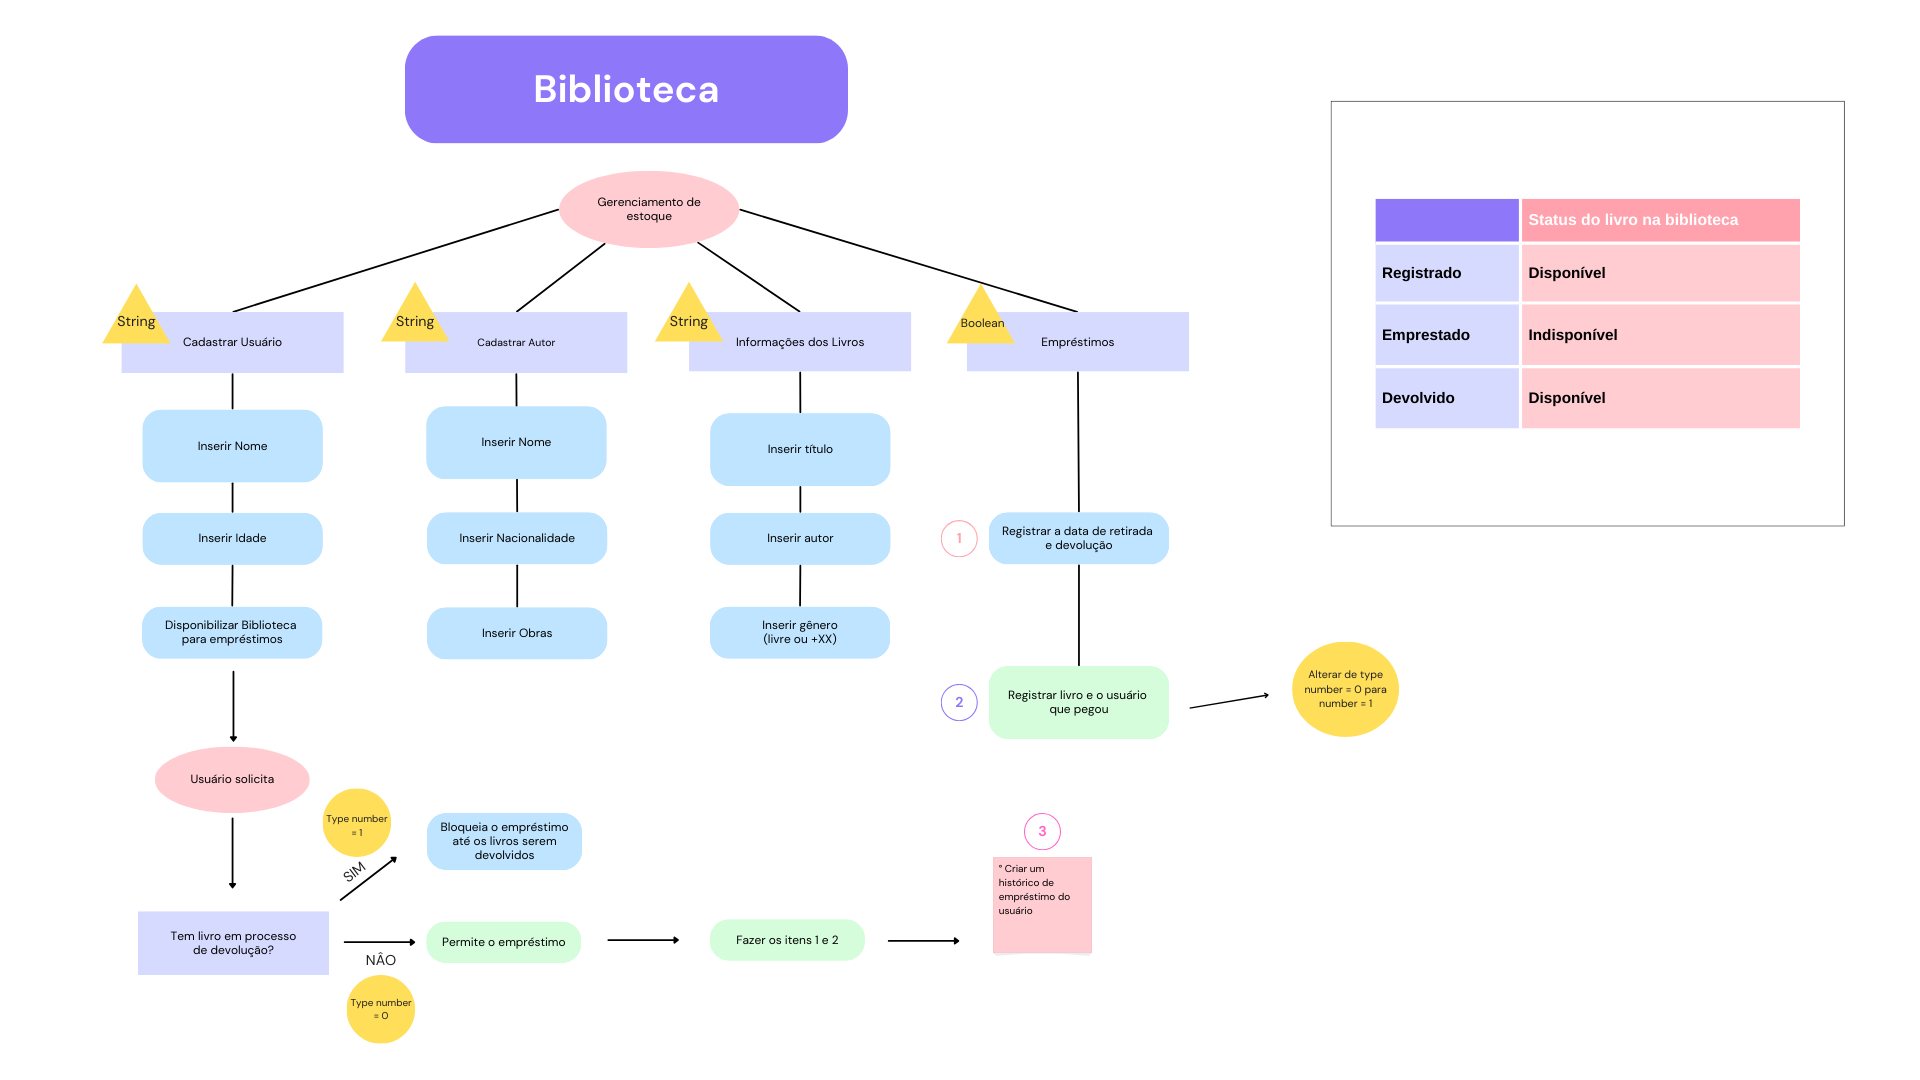 Biblioteca
Gerenciamento de
estoque
String
Cadastrar Usuário
String
Cadastrar Autor
String
Informações dos Livros
Boolean
Empréstimos
Inserir Nome
Inserir Idade
Disponibilizar Biblioteca
para empréstimos
Inserir Nome
Inserir Nacionalidade
Inserir Obras
Inserir título
Inserir autor
Inserir gênero
(livre ou +XX)
1
Registrar a data de retirada
e devolução
2
Registrar livro e o usuário
que pegou
Alterar de type
number = 0 para
number = 1
Status do livro na biblioteca
Registrado
Disponível
Emprestado
Indisponível
Devolvido
Disponível
Usuário solicita
Tem livro em processo
de devolução?
Type number
= 1
SIM
Bloqueia o empréstimo
até os livros serem
devolvidos
NÂO
Type number
= 0
Permite o empréstimo
Fazer os itens 1 e 2
3
° Criar um
histórico de
empréstimo do
usuário